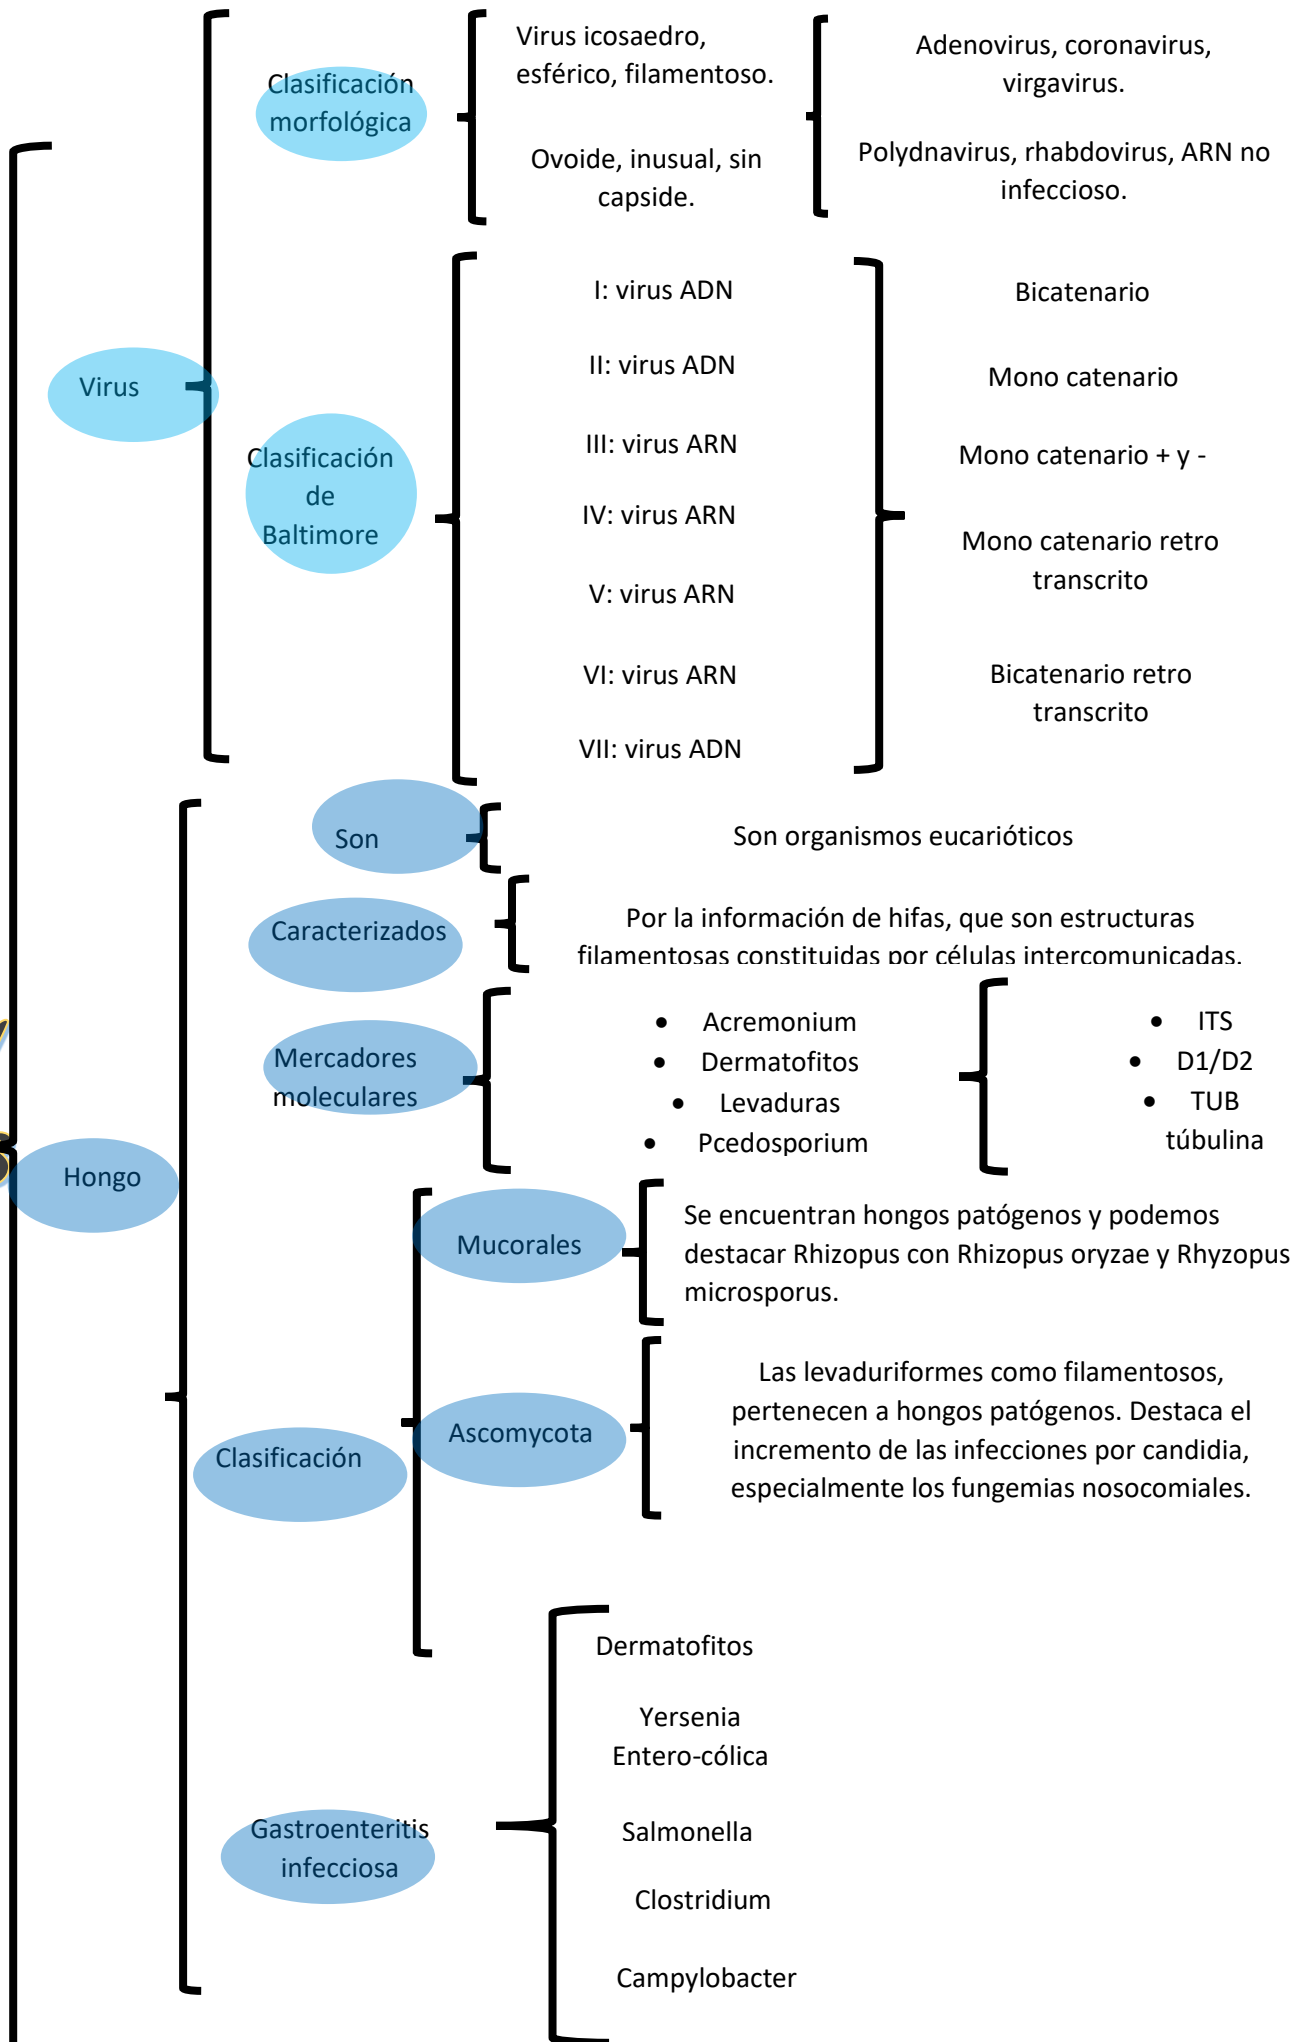 Virus
Clasificación
morfológica
Virus icosaedro,
esférico, filamentoso.
Ovoide, inusual, sin
capside.
Adenovirus, coronavirus,
virgavirus.
Polydnavirus, rhabdovirus, ARN no
infeccioso.
Clasificación
de
Baltimore
I: virus ADN
II: virus ADN
III: virus ARN
IV: virus ARN
V: virus ARN
VI: virus ARN
VII: virus ADN
Bicatenario
Mono catenario
Mono catenario + y -
Mono catenario retro
transcrito
Bicatenario retro
transcrito
Hongo
Son
Son organismos eucarióticos
Caracterizados
Por la información de hifas, que son estructuras
filamentosas constituidas por células intercomunicadas.
Mercadores
moleculares
• Acremonium
• Dermatofitos
• Levaduras
• Pcedosporium
• ITS
• D1/D2
• TUB
túbulina
Clasificación
Mucorales
Se encuentran hongos patógenos y podemos
destacar Rhizopus con Rhizopus oryzae y Rhyzopus
microsporus.
Ascomycota
Las levaduriformes como filamentosos,
pertenecen a hongos patógenos. Destaca el
incremento de las infecciones por candidia,
especialmente los fungemias nosocomiales.
Gastroenteritis
infecciosa
Dermatofitos
Yersenia
Entero-cólica
Salmonella
Clostridium
Campylobacter